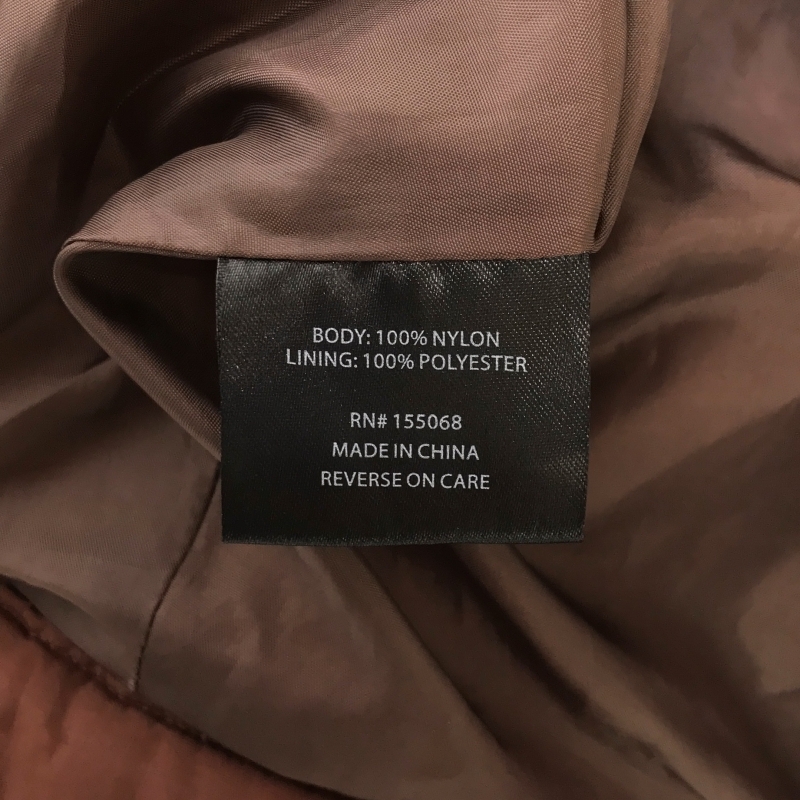 BODY: 100% NYLON
LINING: 100% POLYESTER
RN# 155068
MADE IN CHINA
REVERSE ON CARE